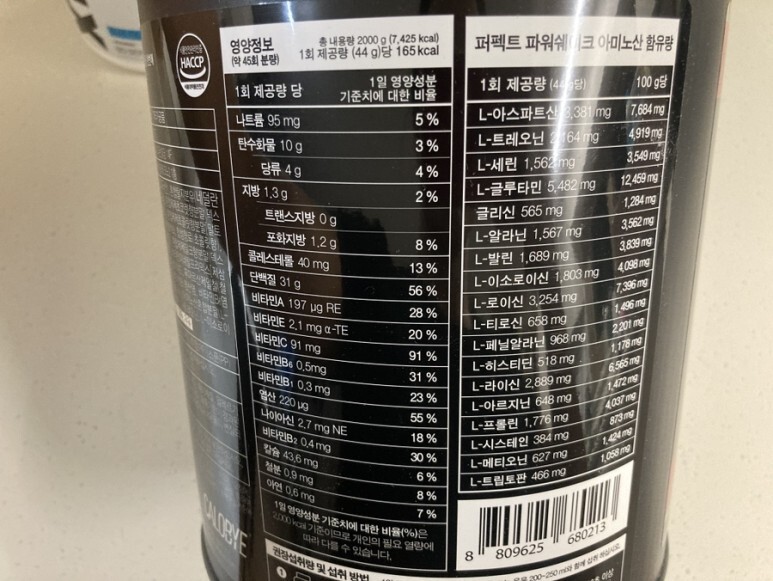 HACCP
영양정보
(약 45회 분량)
총 내용량 2000 g (7,425 kcal)
1회 제공량 (44 g)당 165 kcal
1회 제공량 당
1일 영양성분
기준치에 대한 비율
나트륨 95 mg 5 %
탄수화물 10 g 3 %
당류 4 g 4 %
지방 1,3 g 2 %
트랜스지방 0 g
포화지방 1,2 g 8 %
콜레스테롤 40 mg 13 %
단백질 31 g 56 %
비타민A 197 μg RE 28 %
비타민E 2,1 mg α-TE 20 %
비타민C 91 mg 91 %
비타민B6 0,5mg 31 %
비타민B1 0,3 mg 23 %
엽산 220 μg 55 %
나이아신 2,7 mg NE 18 %
비타민B2 0,4 mg 30 %
칼슘 43,6 mg 6 %
철분 0,9 mg 8 %
아연 0,6 mg 7 %
1일 영양성분 기준치에 대한 비율(%)은
2,000 kcal 기준이므로 개인의 필요 열량에
따라 다를 수 있습니다.
권장섭취량 및 섭취 방법
퍼펙트 파워쉐이크 아미노산 함유량
1회 제공량 (44g당) 100 g당
L-아스파트산 3,381 mg 7,684 mg
L-트레오닌 2,164 mg 4,919 mg
L-세린 1,562 mg 3,549 mg
L-글루타민 5,482 mg 12,459 mg
글리신 565 mg 1,284 mg
L-알라닌 1,567 mg 3,562 mg
L-발린 1,689 mg 3,839 mg
L-이소로이신 1,803 mg 4,098 mg
L-로이신 3,254 mg 7,396 mg
L-티로신 658 mg 1,496 mg
L-페닐알라닌 968 mg 2,201 mg
L-히스티딘 518 mg 1,178 mg
L-라이신 2,889 mg 6,565 mg
L-아르지닌 648 mg 1,472 mg
L-프롤린 1,776 mg 4,037 mg
L-시스테인 384 mg 873 mg
L-메티오닌 627 mg 1,424 mg
L-트립토판 466 mg 1,058 mg
8 809625 680213
CALOBYE